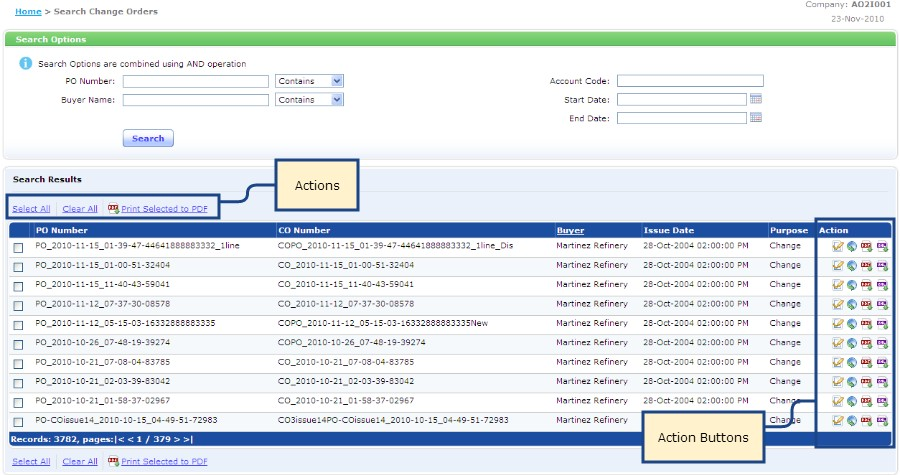 Company: AO2I001
Home > Search Change Orders
23-Nov-2010
Search Options
Search Options are combined using AND operation
PO Number: Contains Account Code:
Buyer Name: Contains Start Date:
End Date:
Search
Search Results
Actions
Select All Clear All Print Selected to PDF
PO Number CO Number Buyer Issue Date Purpose Action
PO_2010-11-15_01-39-47-44641888883332_1line COPO_2010-11-15_01-39-47-44641888883332_1line_Dis Martinez Refinery 28-Oct-2004 02:00:00 PM Change
PO_2010-11-15_01-00-51-32404 CO_2010-11-15_01-00-51-32404 Martinez Refinery 28-Oct-2004 02:00:00 PM Change
PO_2010-11-15_11-40-43-59041 CO_2010-11-15_11-40-43-59041 Martinez Refinery 28-Oct-2004 02:00:00 PM Change
PO_2010-11-12_07-37-30-08578 CO_2010-11-12_07-37-30-08578 Martinez Refinery 28-Oct-2004 02:00:00 PM Change
PO_2010-11-12_05-15-03-16332888883335 COPO_2010-11-12_05-15-03-16332888883335New Martinez Refinery 28-Oct-2004 02:00:00 PM Change
PO_2010-10-26_07-48-19-39274 COPO_2010-10-26_07-48-19-39274 Martinez Refinery 28-Oct-2004 02:00:00 PM Change
PO_2010-10-21_07-08-04-83785 CO_2010-10-21_07-08-04-83785 Martinez Refinery 28-Oct-2004 02:00:00 PM Change
PO_2010-10-21_02-03-39-83042 CO_2010-10-21_02-03-39-83042 Martinez Refinery 28-Oct-2004 02:00:00 PM Change
PO_2010-10-21_01-58-37-02967 CO_2010-10-21_01-58-37-02967 Martinez Refinery 28-Oct-2004 02:00:00 PM Change
PO-COissue14_2010-10-15_04-49-51-72983 CO3issue14PO-COissue14_2010-10-15_04-49-51-72983 Martinez Refinery Change
Action Buttons
Records: 3782, pages:|< < 1 / 379 > >|
Select All Clear All Print Selected to PDF